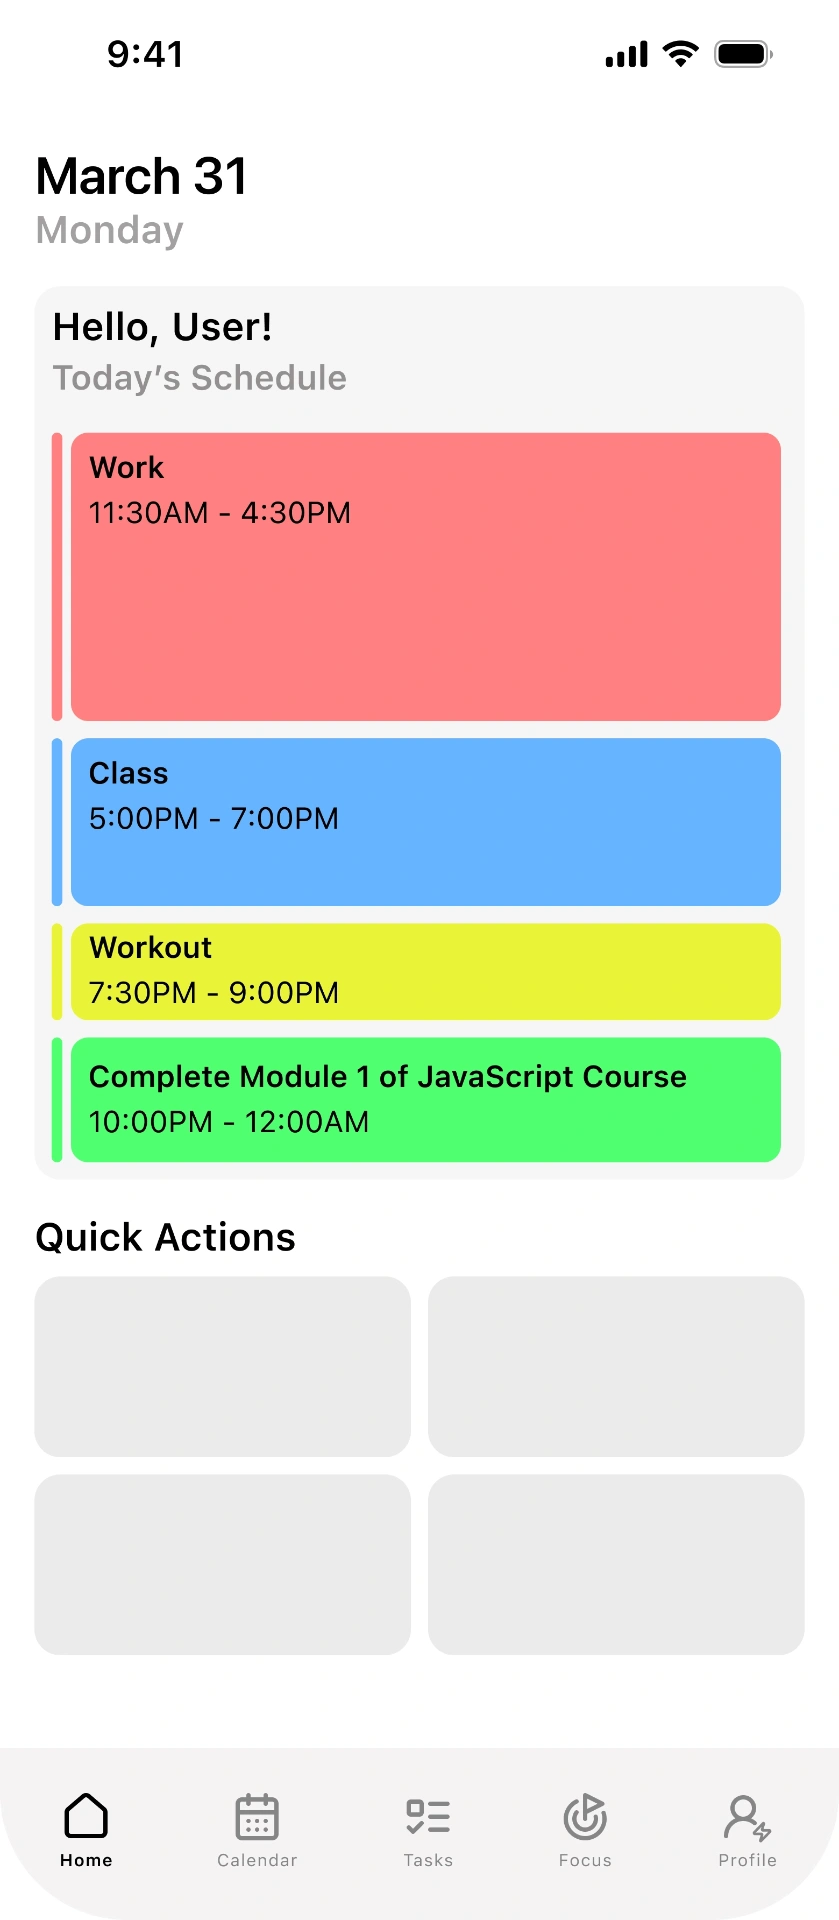 9:41
March 31
Monday
Hello, User!
Today’s Schedule
Work
11:30AM - 4:30PM
Class
5:00PM - 7:00PM
Workout
7:30PM - 9:00PM
Complete Module 1 of JavaScript Course
10:00PM - 12:00AM
Quick Actions
Home
Calendar
Tasks
Focus
Profile